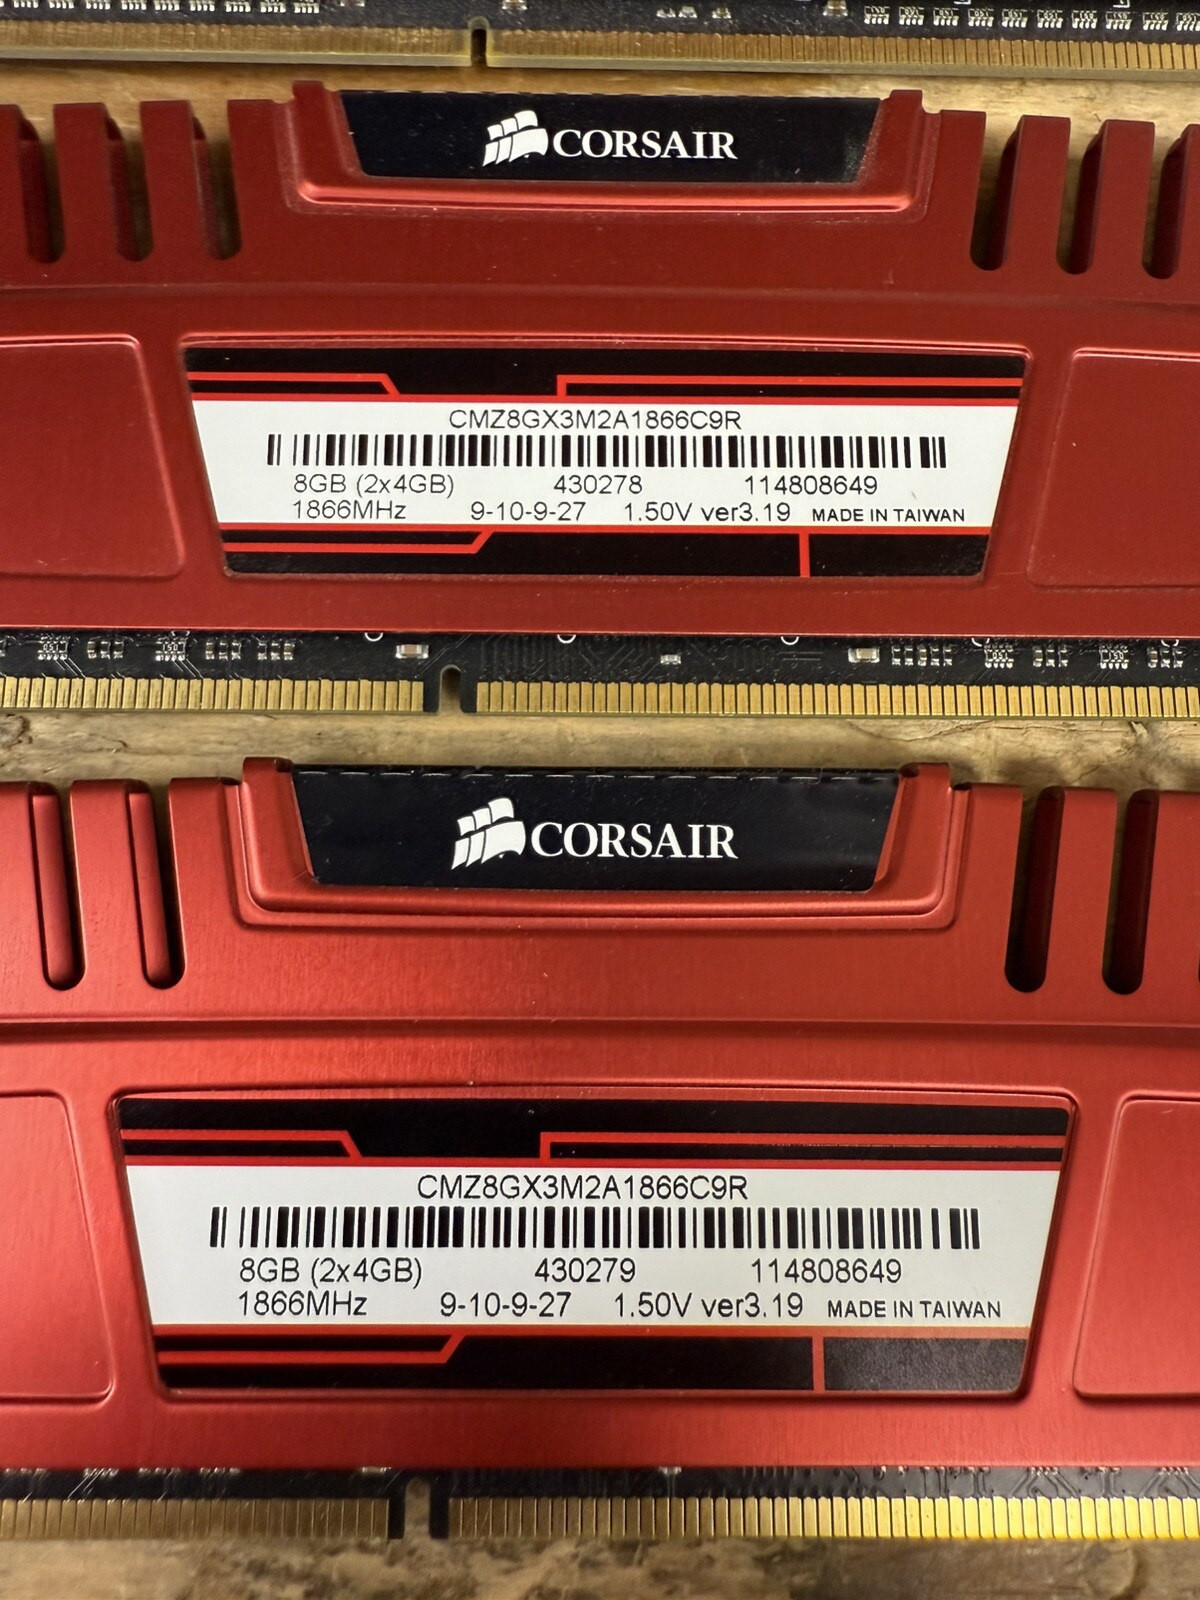 CORSAIR
CMZ8GX3M2A1866C9R
8GB (2x4GB) 430278 114808649
1866MHz 9-10-9-27 1.50V ver3.19 MADE IN TAIWAN
CORSAIR
CMZ8GX3M2A1866C9R
8GB (2x4GB) 430279 114808649
1866MHz 9-10-9-27 1.50V ver3.19 MADE IN TAIWAN